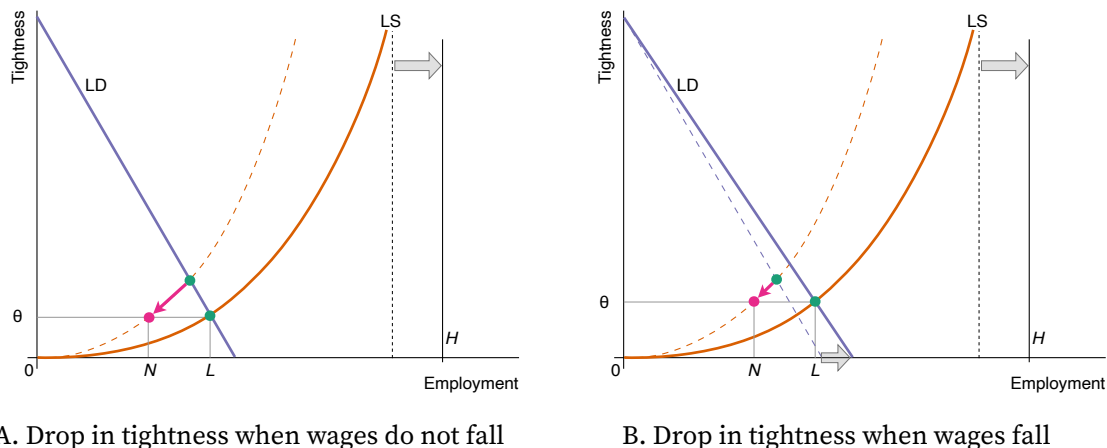 Tightness
LS
LD
θ
H
0
N
L
Employment
A. Drop in tightness when wages do not fall
Tightness
LS
LD
θ
H
0
N
L
Employment
B. Drop in tightness when wages fall